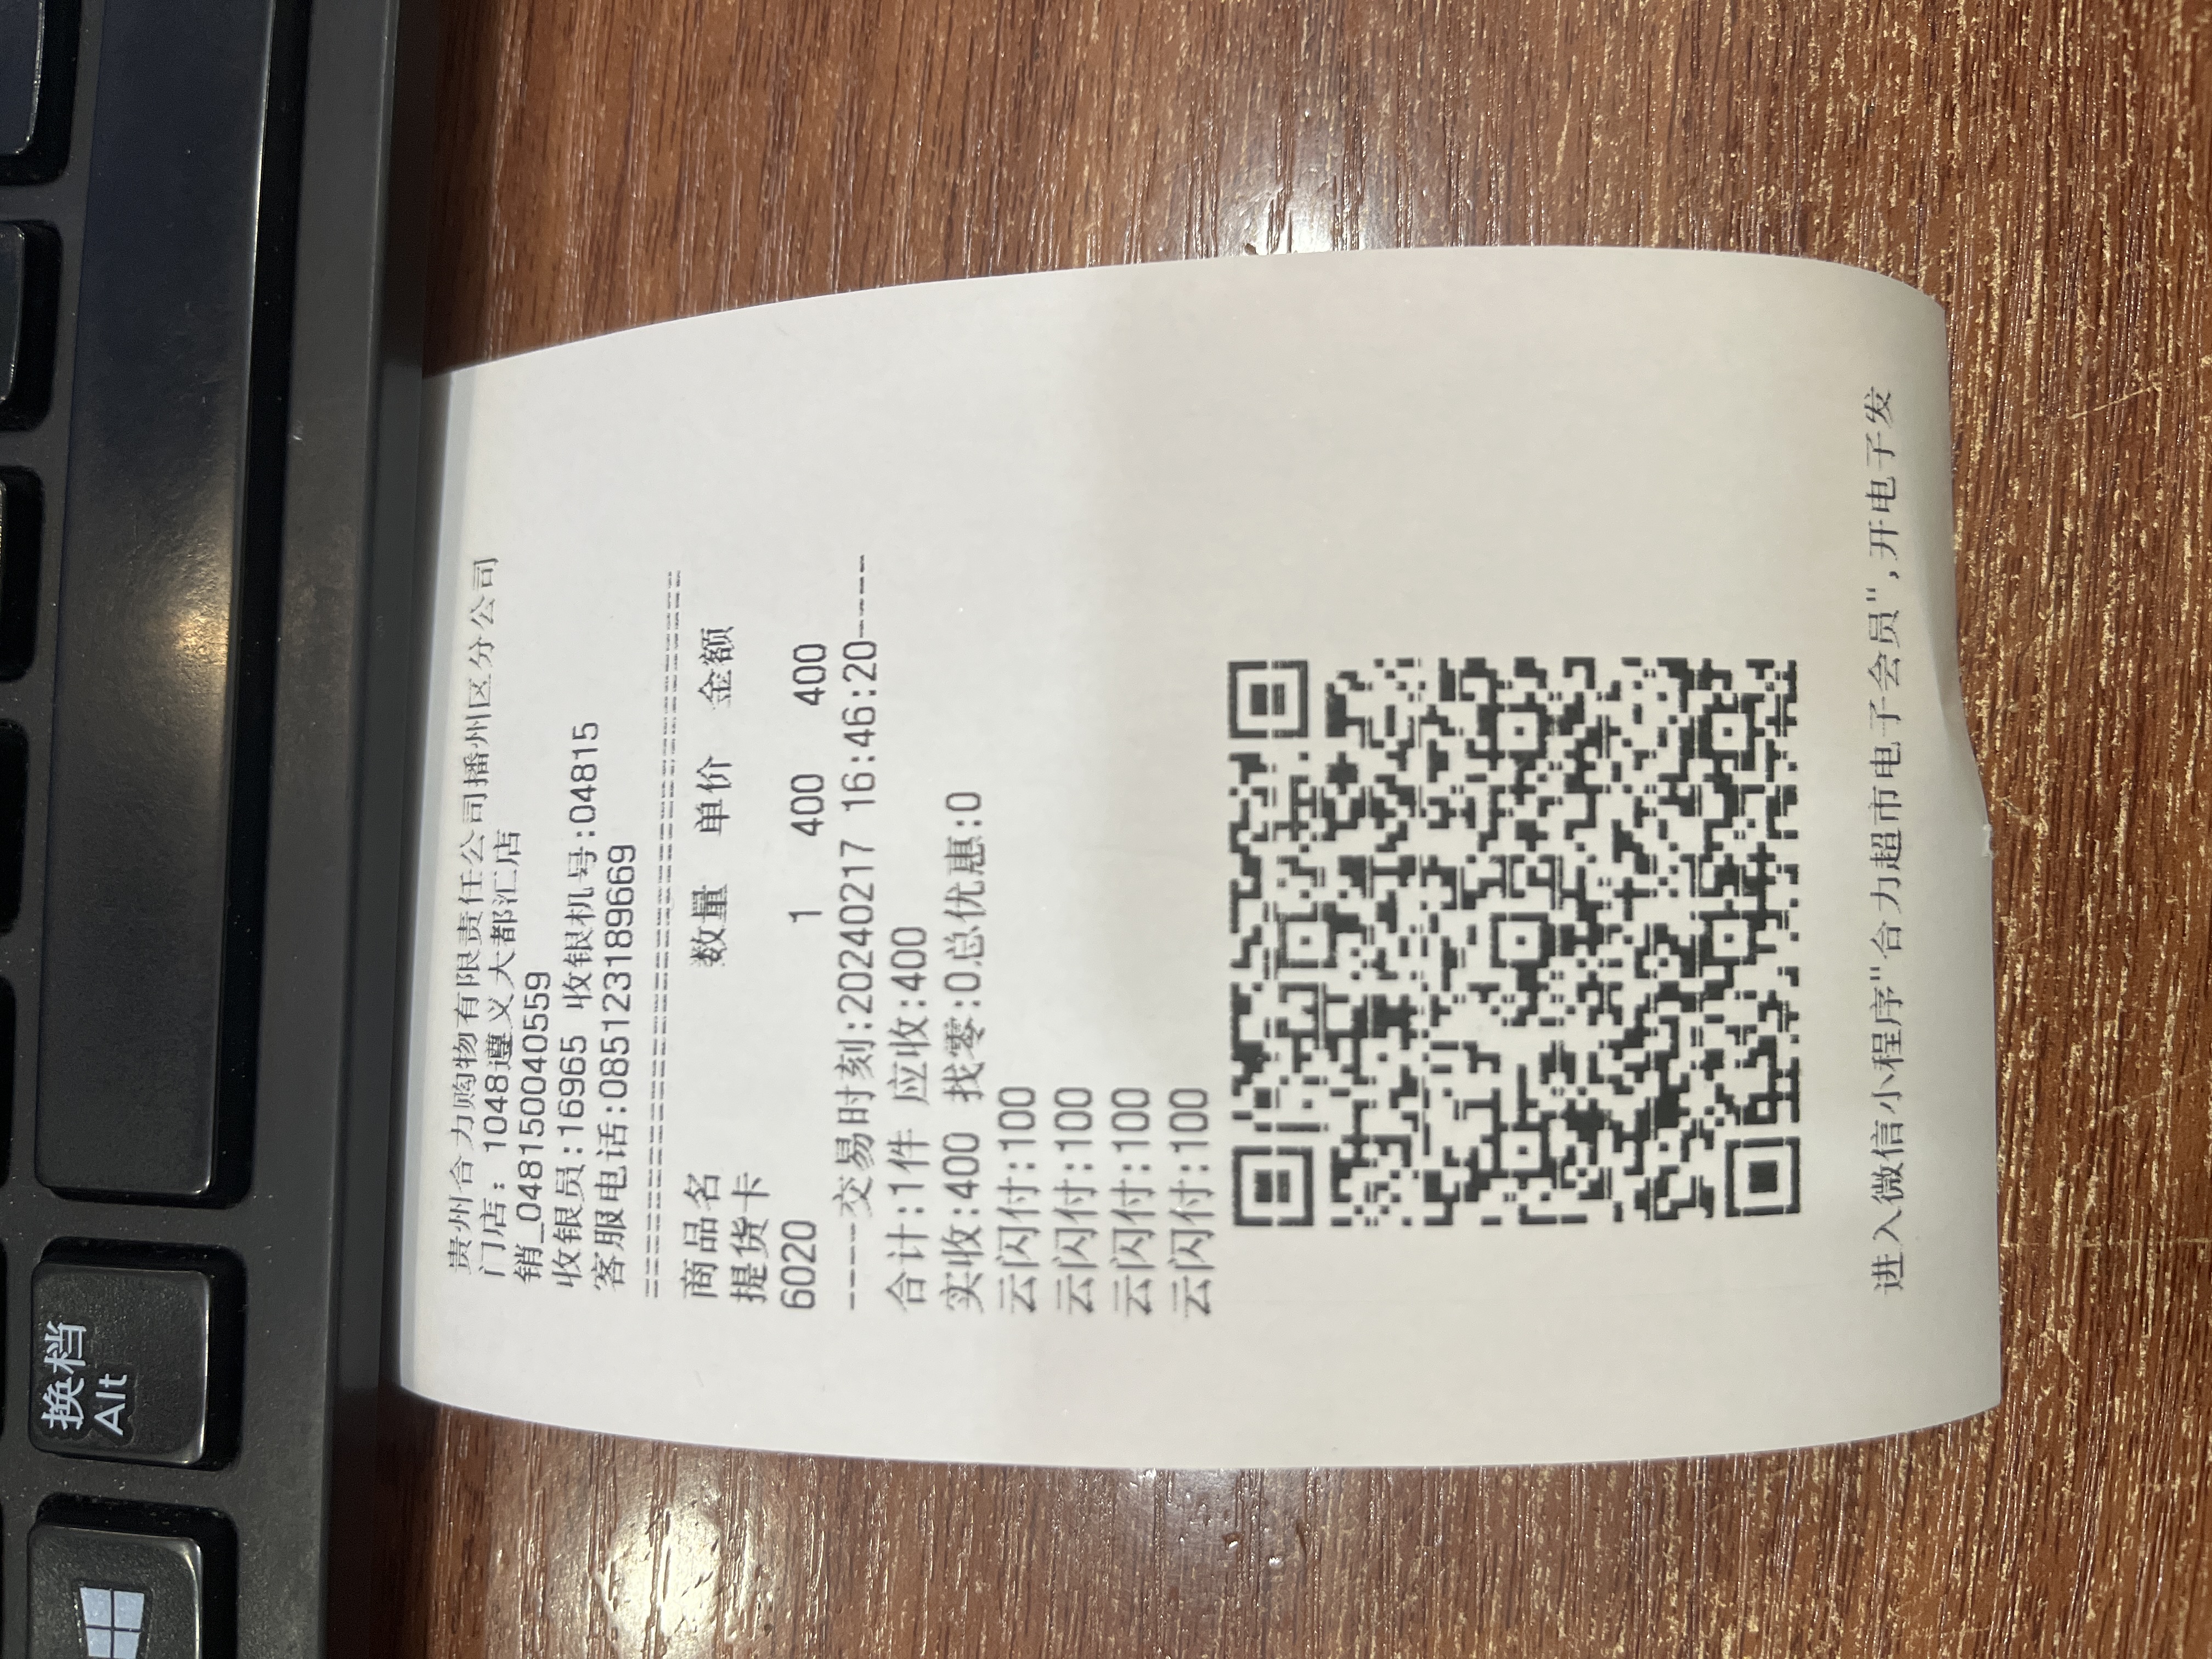 贵州合力购物有限责任公司播州区分公司
门店：1048遵义大都汇店
销_048150040559
收银员:16965 收银机号:04815
客服电话:085123189669
================================
商品名 数量 单价 金额
提货卡
6020 1 400 400
----交易时刻:20240217 16:46:20----
合计:1件 应收:400
实收:400 找零:0总优惠:0
云闪付:100
云闪付:100
云闪付:100
云闪付:100
进入微信小程序"合力超市电子会员",开电子发
换档
Alt